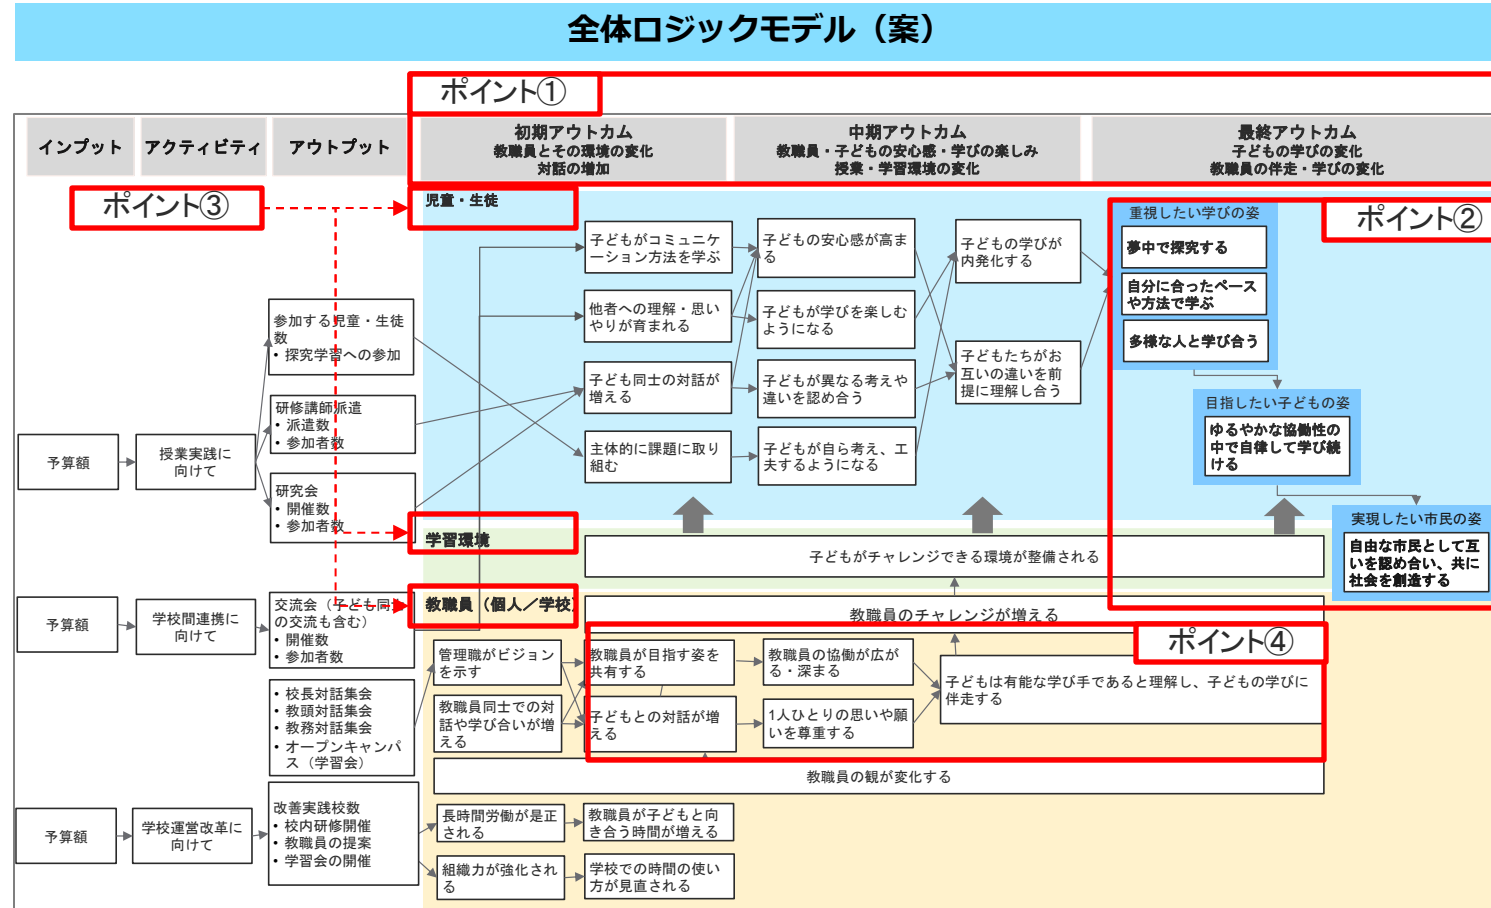 全体ロジックモデル（案）
ポイント①
インプット
アクティビティ
アウトプット
初期アウトカム
教職員とその環境の変化
対話の増加
中期アウトカム
教職員・子どもの安心感・学びの楽しみ
授業・学習環境の変化
最終アウトカム
子どもの学びの変化
教職員の伴走・学びの変化
ポイント③
児童・生徒
ポイント②
重視したい学びの姿
夢中で探究する
自分に合ったペース
や方法で学ぶ
多様な人と学び合う
目指したい子どもの姿
ゆるやかな協働性の
中で自律して学び続
ける
実現したい市民の姿
自由な市民として互
いを認め合い、共に
社会を創造する
子どもがコミュニケ
ーション方法を学ぶ
子どもの安心感が高ま
る
子どもの学びが
内発化する
他者への理解・思い
やりが育まれる
子どもが学びを楽しむ
ようになる
子ども同士の対話が
増える
子どもが異なる考えや
違いを認め合う
子どもたちがお
互いの違いを前
提に理解し合う
主体的に課題に取り
組む
子どもが自ら考え、工
夫するようになる
予算額
授業実践に
向けて
参加する児童・生徒
数
・探究学習への参加
研修講師派遣
・派遣数
・参加者数
研究会
・開催数
・参加者数
学習環境
子どもがチャレンジできる環境が整備される
予算額
学校間連携に
向けて
交流会（子ども同士
の交流も含む）
・開催数
・参加者数
・校長対話集会
・教頭対話集会
・教務対話集会
・オープンキャンパ
ス（学習会）
教職員（個人／学校）
教職員のチャレンジが増える
ポイント④
管理職がビジョン
を示す
教職員が目指す姿を
共有する
教職員の協働が広が
る・深まる
子どもは有能な学び手であると理解し、子どもの学びに
伴走する
教職員同士での対
話や学び合いが増
える
子どもとの対話が増
える
1人ひとりの思いや願
いを尊重する
教職員の観が変化する
予算額
学校運営改革に
向けて
改善実践校数
・校内研修開催
・教職員の提案
・学習会の開催
長時間労働が是正
される
教職員が子どもと向
き合う時間が増える
組織力が強化され
る
学校での時間の使い
方が見直される